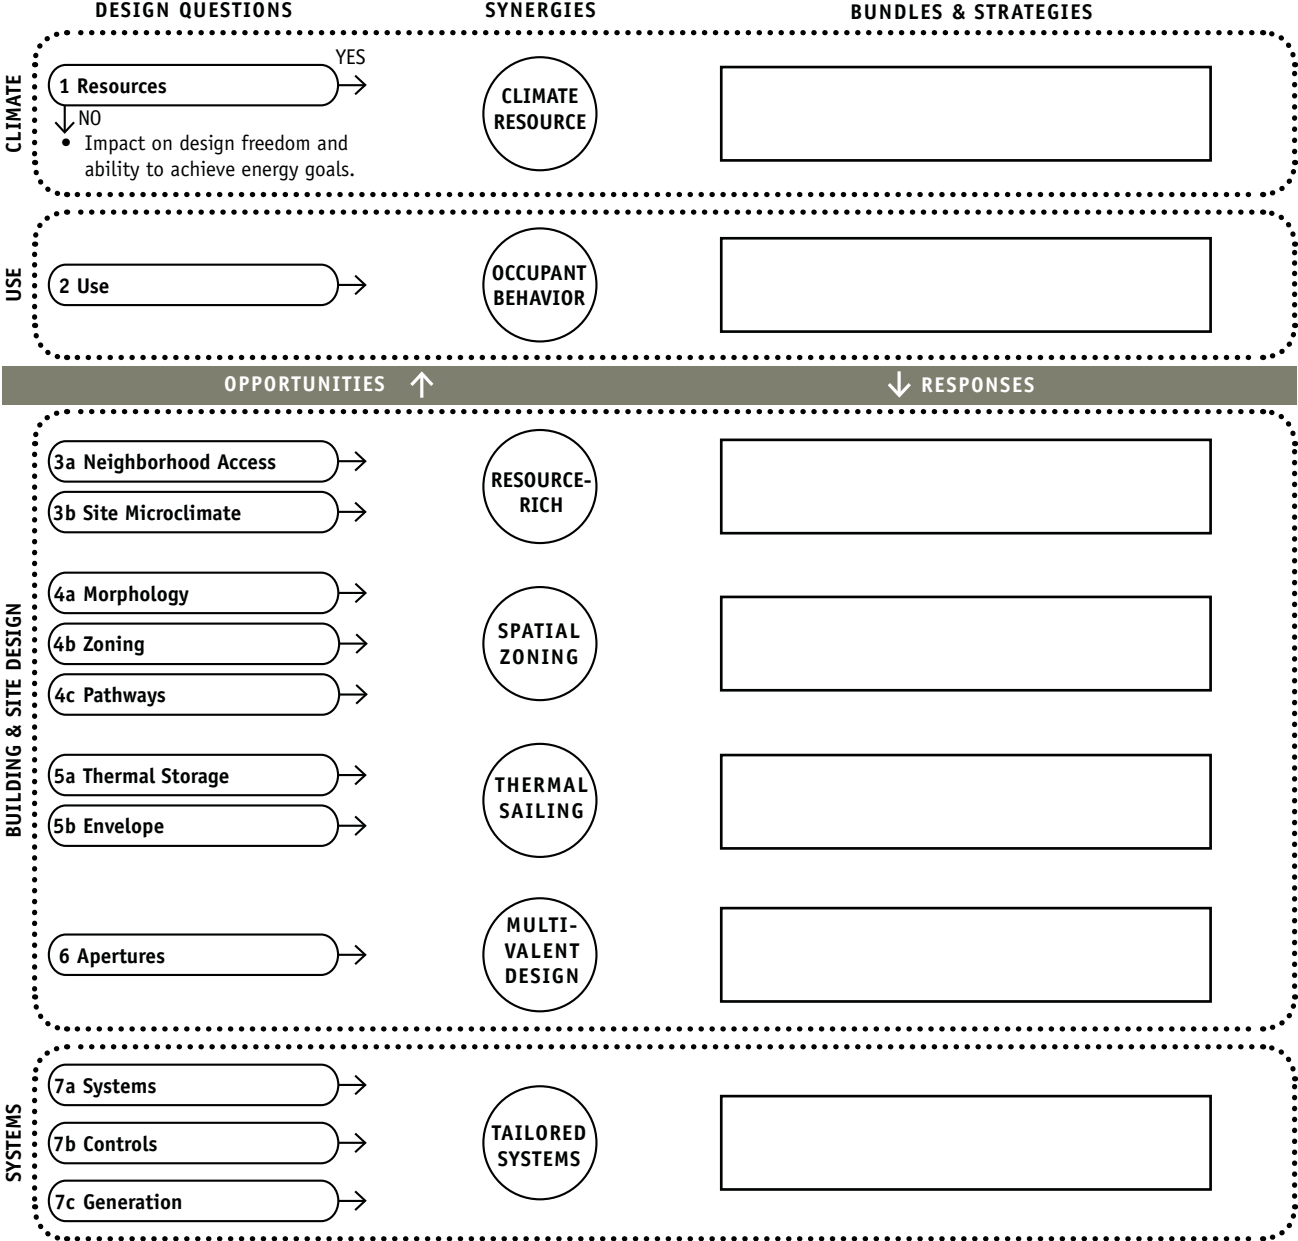 DESIGN QUESTIONS
SYNERGIES
BUNDLES & STRATEGIES
CLIMATE
1 Resources
YES
NO
• Impact on design freedom and
ability to achieve energy goals.
CLIMATE
RESOURCE
USE
2 Use
OCCUPANT
BEHAVIOR
OPPORTUNITIES ↑
↓ RESPONSES
BUILDING & SITE DESIGN
3a Neighborhood Access
3b Site Microclimate
RESOURCE-
RICH
4a Morphology
4b Zoning
4c Pathways
SPATIAL
ZONING
5a Thermal Storage
5b Envelope
THERMAL
SAILING
6 Apertures
MULTI-
VALENT
DESIGN
SYSTEMS
7a Systems
7b Controls
7c Generation
TAILORED
SYSTEMS